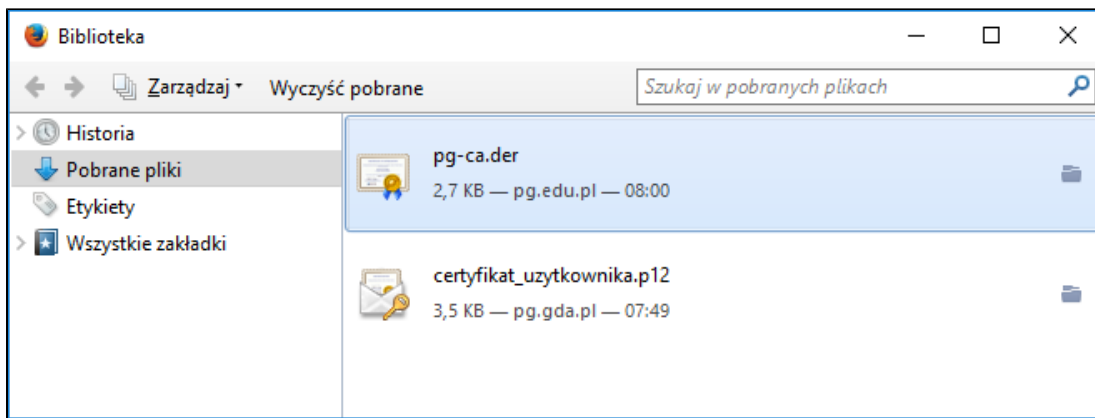 Biblioteka
Zarządzaj Wyczyść pobrane Szukaj w pobranych plikach
Historia
Pobrane pliki
Etykiety
Wszystkie zakładki
pg-ca.der
2,7 KB — pg.edu.pl — 08:00
certyfikat_uzytkownika.p12
3,5 KB — pg.gda.pl — 07:49